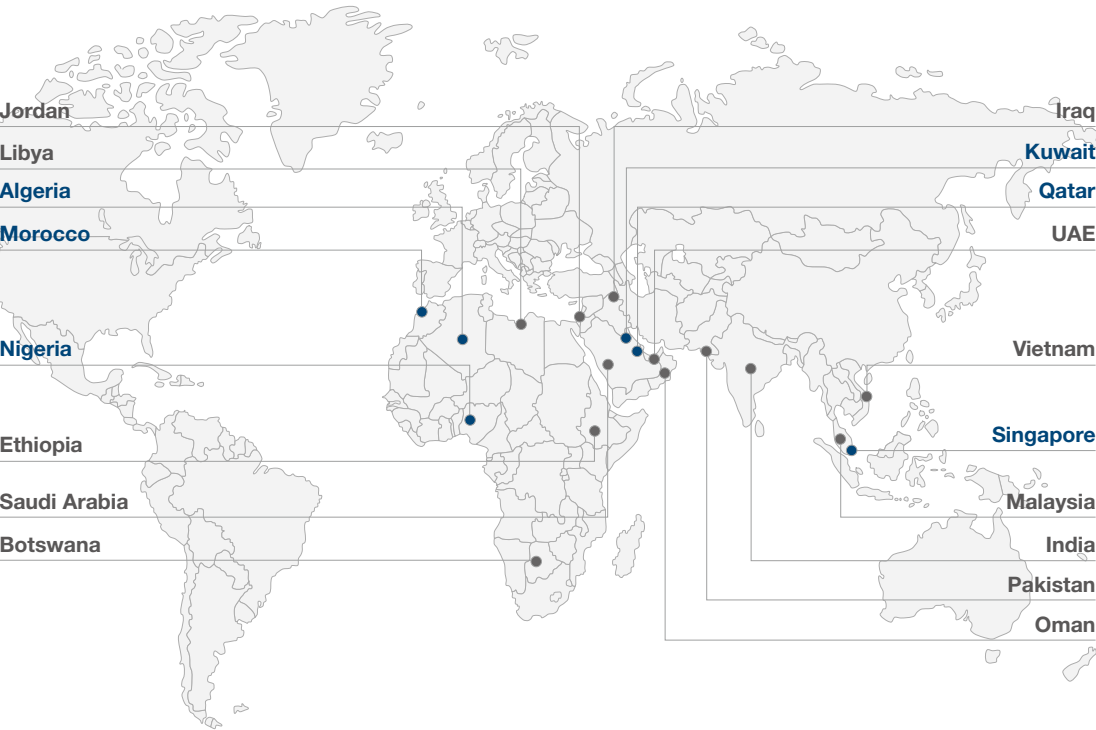 Jordan
Libya
Algeria
Morocco
Nigeria
Ethiopia
Saudi Arabia
Botswana
Iraq
Kuwait
Qatar
UAE
Vietnam
Singapore
Malaysia
India
Pakistan
Oman